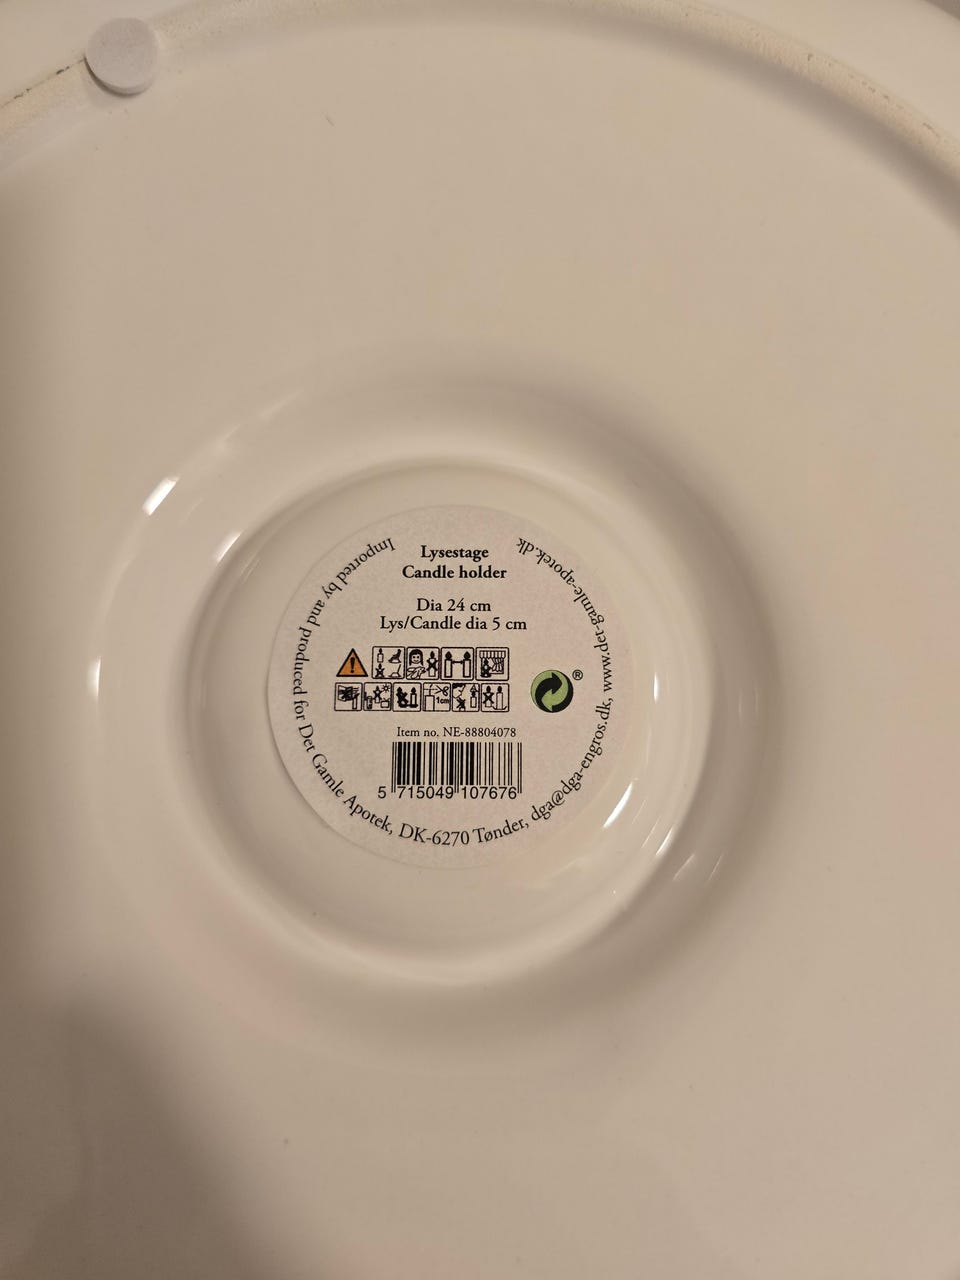 Lysestage
Candle holder
Dia 24 cm
Lys/Candle dia 5 cm
1cm
®
Item no. NE-88804078
5 715049 107676
Imported by and produced for Det Gamle Apotek, DK-6270 Tønder, dga@dga-engros.dk, www.det-gamle-apotek.dk